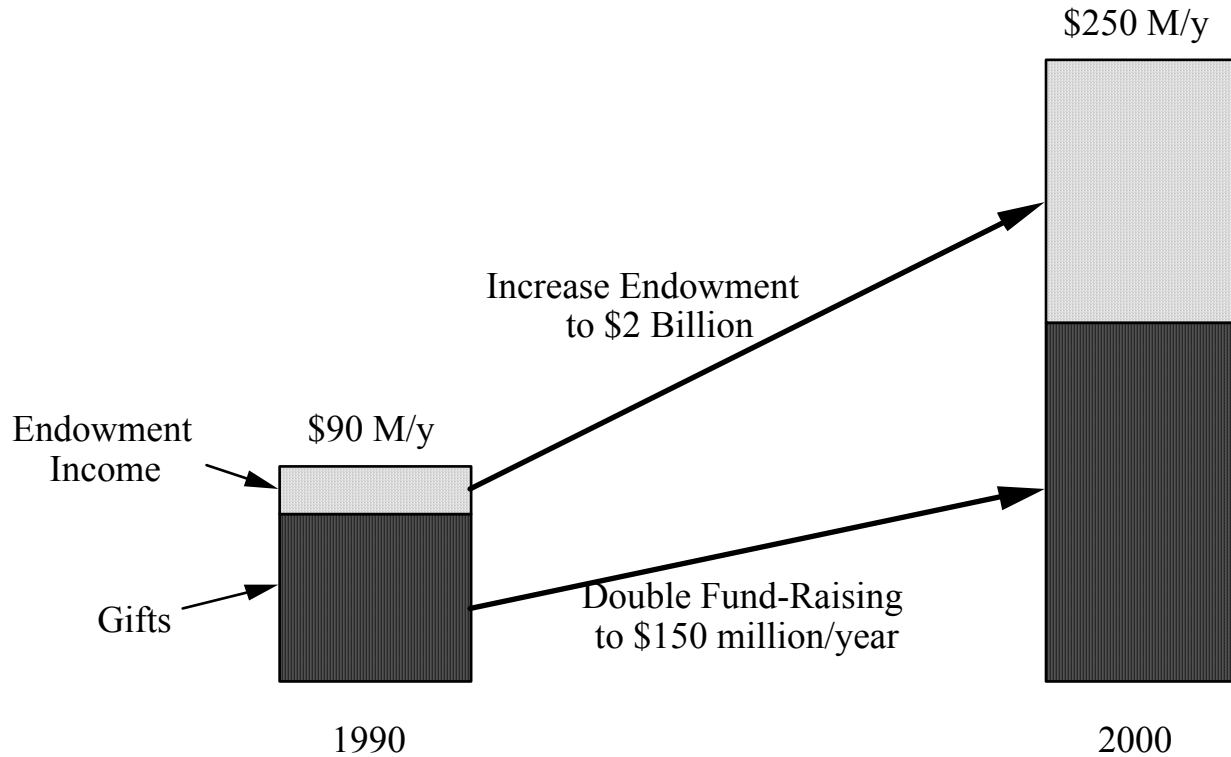 $250 M/y
Increase Endowment
to $2 Billion
Endowment
Income
$90 M/y
Gifts
Double Fund-Raising
to $150 million/year
1990
2000